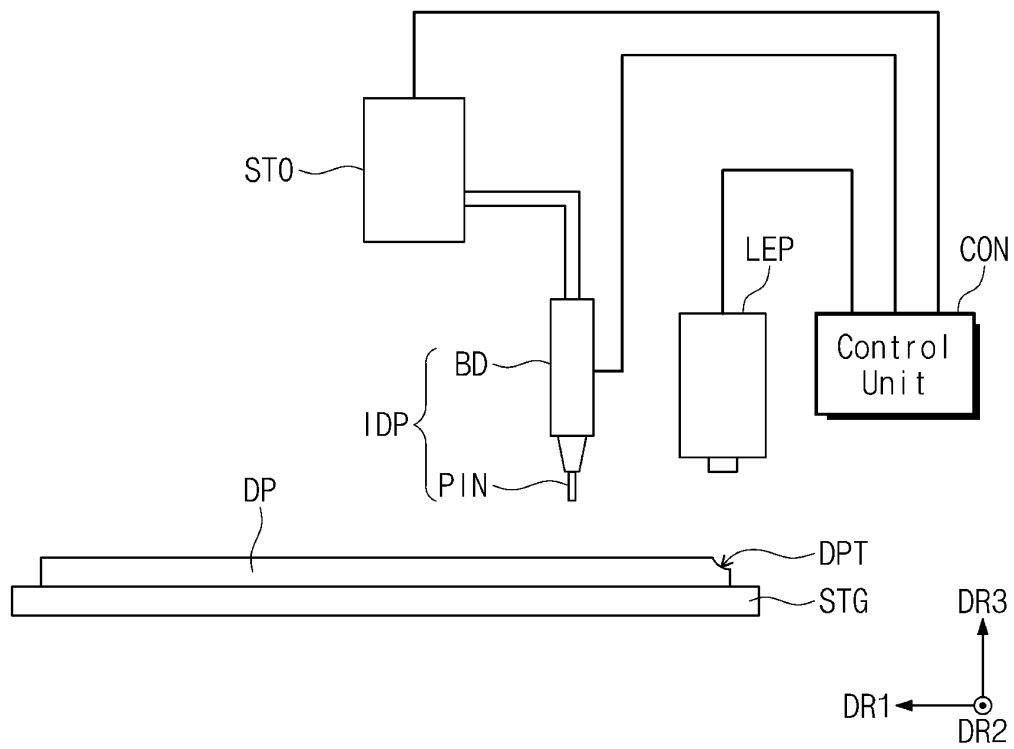 STO
LEP
CON
Control
Unit
BD
IDP
PIN
DP
DPT
STG
DR3
DR1
DR2